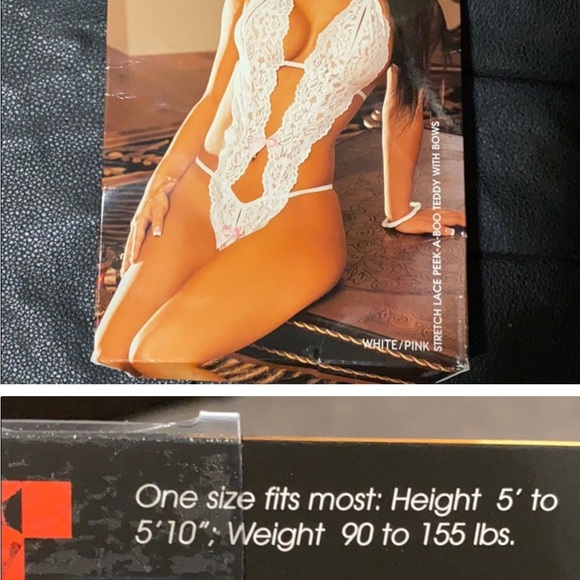 WHITE/PINK
STRETCH LACE PEEK-A-BOO TEDDY WITH BOWS
One size fits most: Height 5' to
5'10"; Weight 90 to 155 lbs.